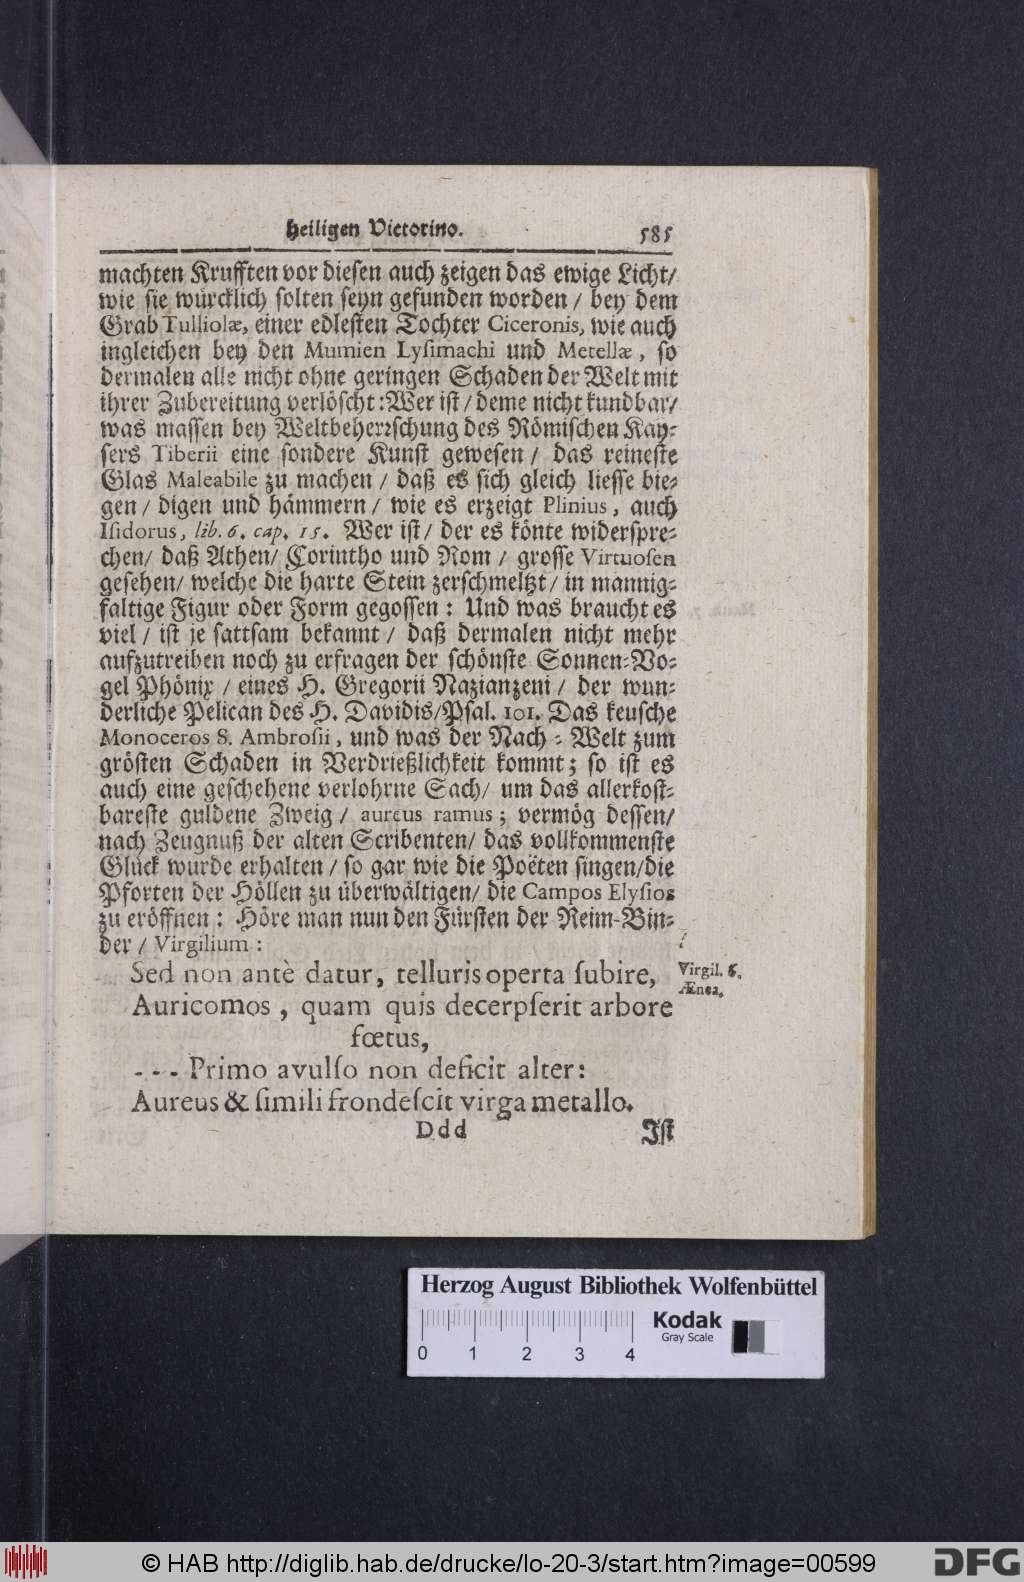 heiligen Victorino. 585
machten Krufften vor diesen auch zeigen das ewige Licht/
wie sie würcklich solten seyn gefunden worden / bey dem
Grab Tulliolæ, einer edlesten Tochter Ciceronis, wie auch
ingleichen bey den Mumien Lyſimachi und Metellæ, so
dermalen alle nicht ohne geringen Schaden der Welt mit
ihrer Zubereitung verlöscht: Wer ist / deme nicht kundbar/
was massen bey Weltbeherꝛschung des Römischen Kay-
sers Tiberii eine sondere Kunst gewesen / das reineste
Glas Maleabile zu machen / daß es sich gleich liesse bie-
gen / digen und hämmern / wie es erzeigt Plinius, auch
Iſidorus, lib. 6. cap. 15. Wer ist / der es könte widerspre-
chen/ daß Athen/ Corintho und Rom / grosse Virtuosen
gesehen/ welche die harte Stein zerschmeltzt / in mannig-
faltige Figur oder Form gegossen : Und was braucht es
viel / ist je sattsam bekannt / daß dermalen nicht mehr
aufzutreiben noch zu erfragen der schönste Sonnen-Vo-
gel Phönix / eines H. Gregorii Nazianzeni / der wun-
derliche Pelican des H. Davidis/Psal. 101. Das keusche
Monoceros S. Ambroſii, und was der Nach - Welt zum
grösten Schaden in Verdrießlichkeit kommt; so ist es
auch eine geschehene verlohrne Sach/ um das allerkost-
bareste guldene Zweig / aureus ramus; vermög dessen/
nach Zeugnuß der alten Scribenten/ das vollkommenste
Glück wurde erhalten / so gar wie die Poëten singen/die
Pforten der Höllen zu überwältigen/ die Campos Elyſios
zu eröffnen : Höre man nun den Fürsten der Reim-Bin-
der / Virgilium :
Sed non antè datur, telluris operta ſubire,
Virgil. 6.
Ænea.
Auricomos, quam quis decerpſerit arbore
fœtus,
- - - Primo avulſo non deficit alter:
Aureus & ſimili frondeſcit virga metallo.
Ddd Ist
Herzog August Bibliothek Wolfenbüttel
Kodak
Gray Scale
0 1 2 3 4
© HAB http://diglib.hab.de/drucke/lo-20-3/start.htm?image=00599
DFG